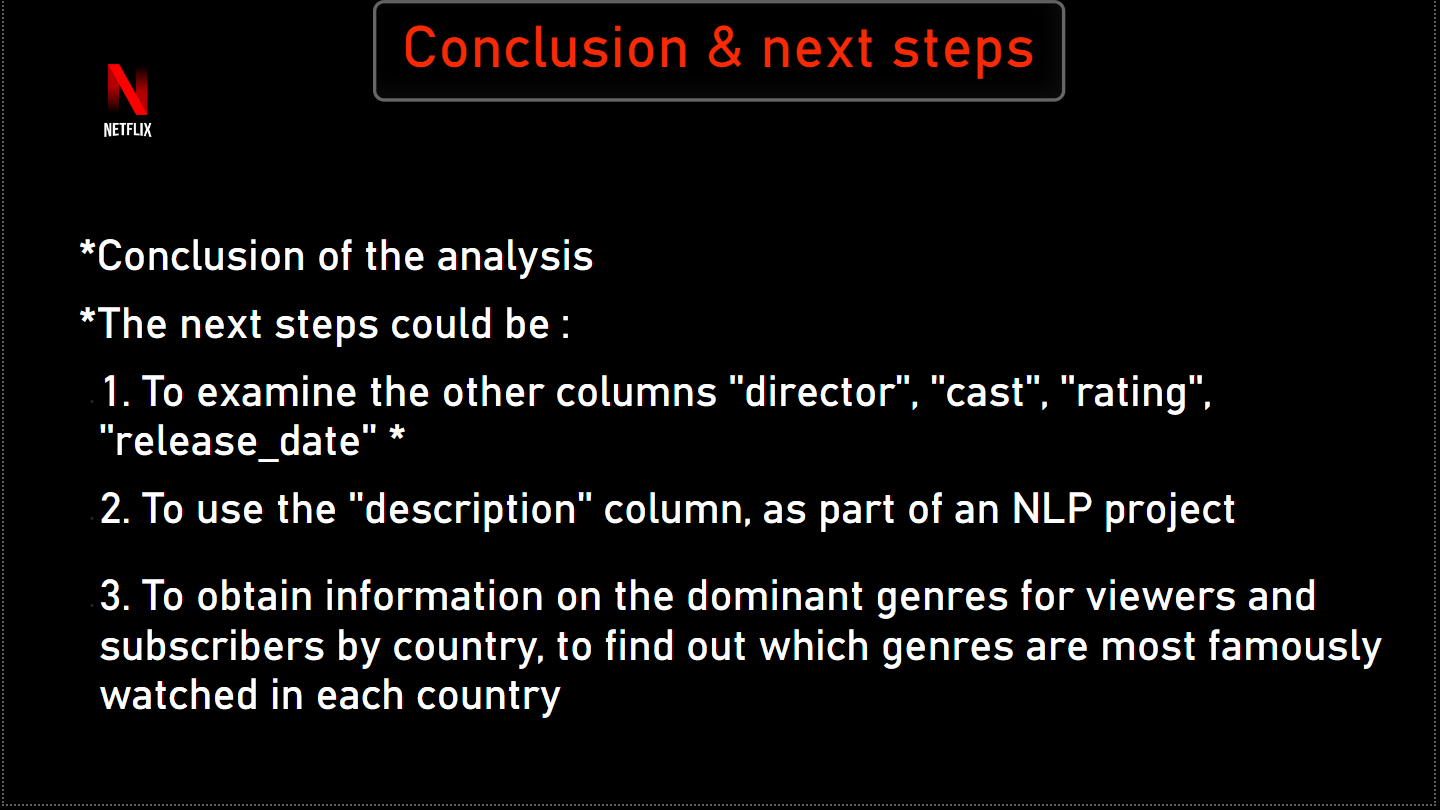 Conclusion & next steps
N
NETFLIX
*Conclusion of the analysis
*The next steps could be :
1. To examine the other columns "director", "cast", "rating",
"release_date" *
2. To use the "description" column, as part of an NLP project
3. To obtain information on the dominant genres for viewers and
subscribers by country, to find out which genres are most famously
watched in each country